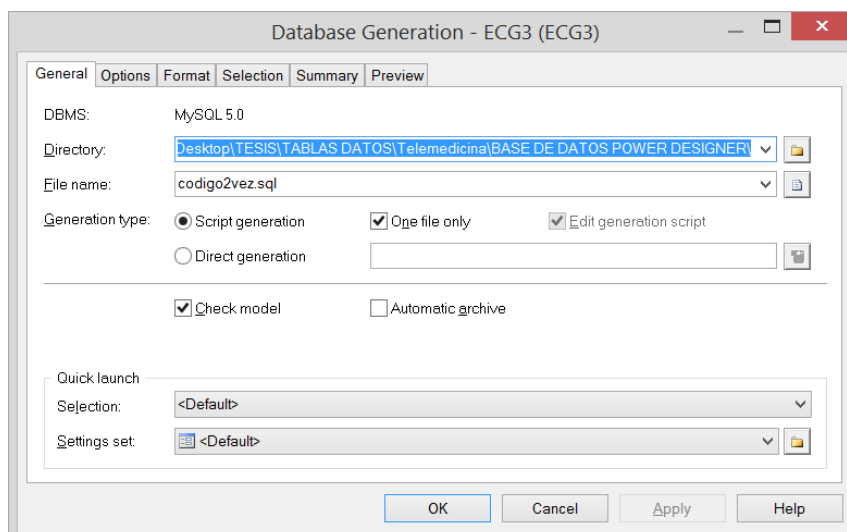 Database Generation - ECG3 (ECG3)
General Options Format Selection Summary Preview
DBMS: MySQL 5.0
Directory: Desktop\TESIS\TABLAS DATOS\Telemedicina\BASE DE DATOS POWER DESIGNER\
File name: codigo2vez.sql
Generation type: Script generation One file only Edit generation script
Direct generation
Check model Automatic archive
Quick launch
Selection: <Default>
Settings set: <Default>
OK Cancel Apply Help